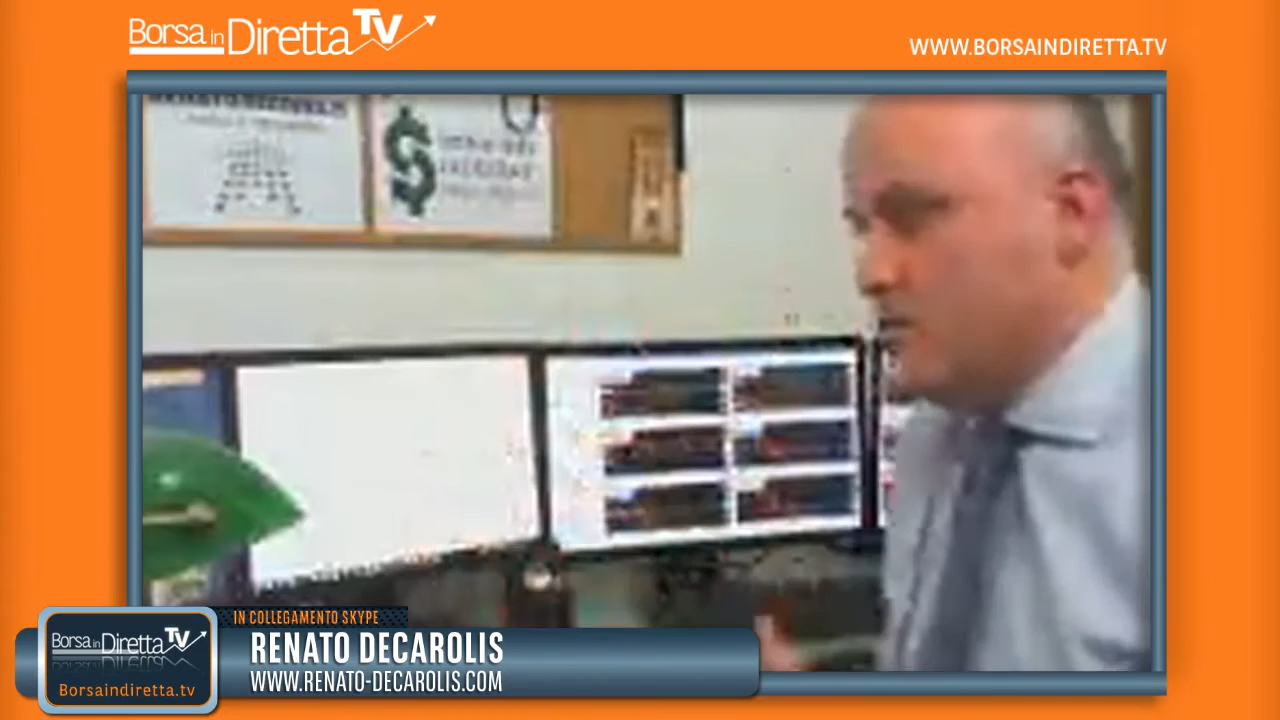 Borsa in Diretta TV
WWW.BORSAINDIRETTA.TV
IN COLLEGAMENTO SKYPE
Borsa in Diretta TV
RENATO DECAROLIS
Borsaindiretta.tv
WWW.RENATO-DECAROLIS.COM